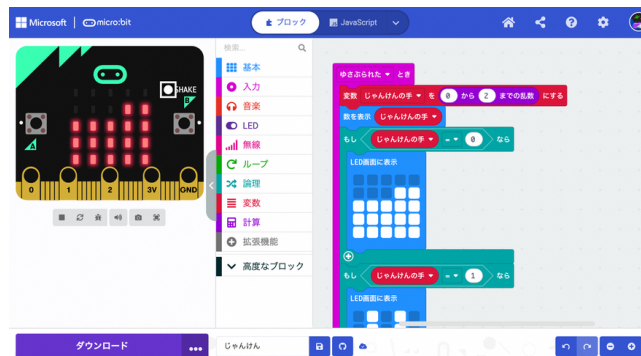 Microsoft | micro:bit
ブロック
JavaScript
検索...
基本
入力
音楽
LED
無線
ループ
論理
変数
計算
拡張機能
高度なブロック
SHAKE
B
A
0 1 2 3V GND
ゆさぶられた とき
変数 じゃんけんの手 を 0 から 2 までの乱数 にする
数を表示 じゃんけんの手
もし じゃんけんの手 = 0 なら
LED画面に表示
もし じゃんけんの手 = 1 なら
LED画面に表示
ダウンロード
じゃんけん